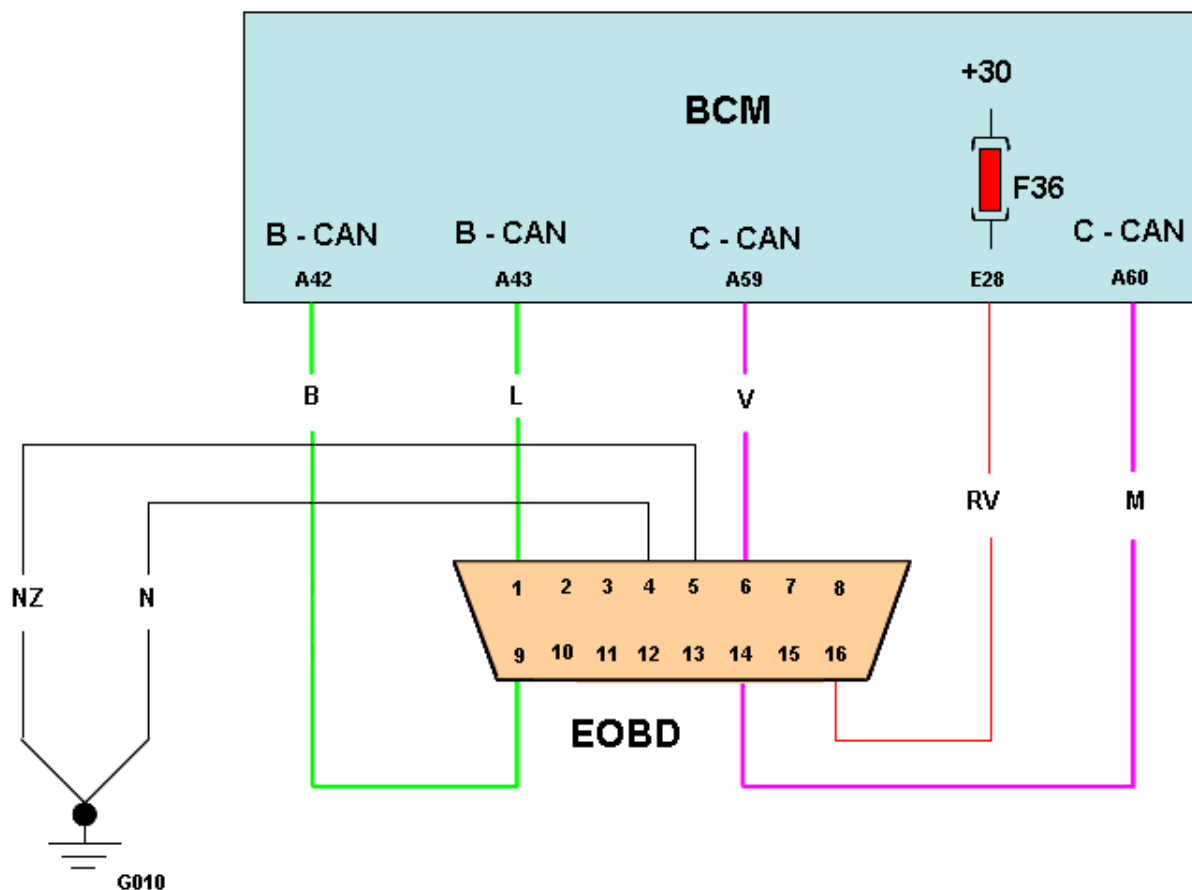 +30
BCM
F36
B - CAN B - CAN C - CAN C - CAN
A42 A43 A59 E28 A60
B L V
RV M
1 2 3 4 5 6 7 8
NZ N
9 10 11 12 13 14 15 16
EOBD
G010